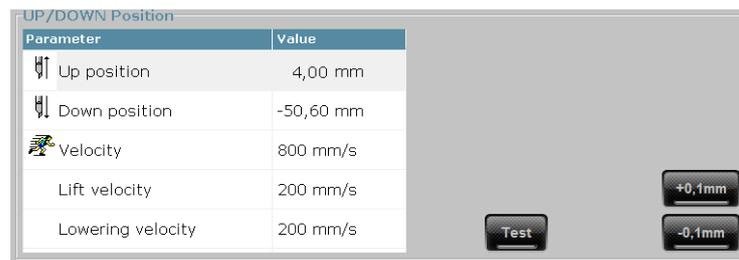 UP/DOWN Position
Parameter Value
Up position 4,00 mm
Down position -50,60 mm
Velocity 800 mm/s
Lift velocity 200 mm/s
+0,1mm
Lowering velocity 200 mm/s
Test
-0,1mm